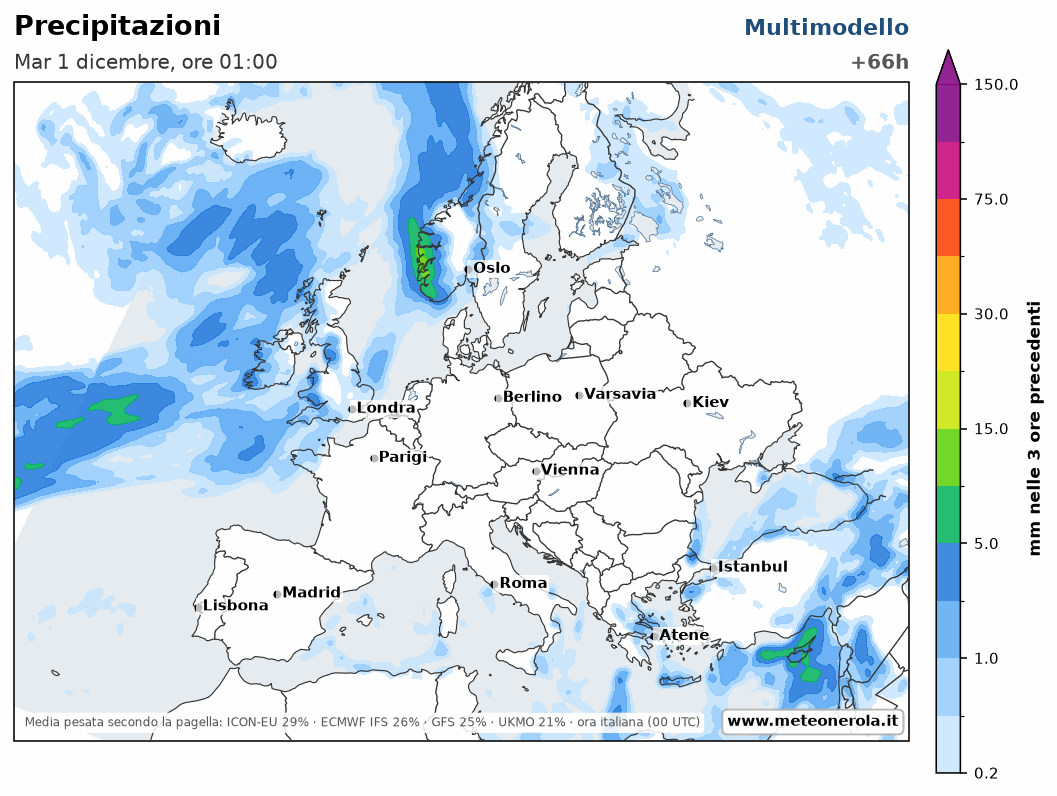 Precipitazioni
Multimodello
Mar 1 dicembre, ore 01:00
+66h
150.0
75.0
30.0
15.0
5.0
1.0
0.2
mm nelle 3 ore precedenti
Oslo
Berlino
Varsavia
Kiev
Londra
Parigi
Vienna
Istanbul
Roma
Madrid
Lisbona
Atene
Media pesata secondo la pagella: ICON-EU 29% · ECMWF IFS 26% · GFS 25% · UKMO 21% · ora italiana (00 UTC)
www.meteonerola.it